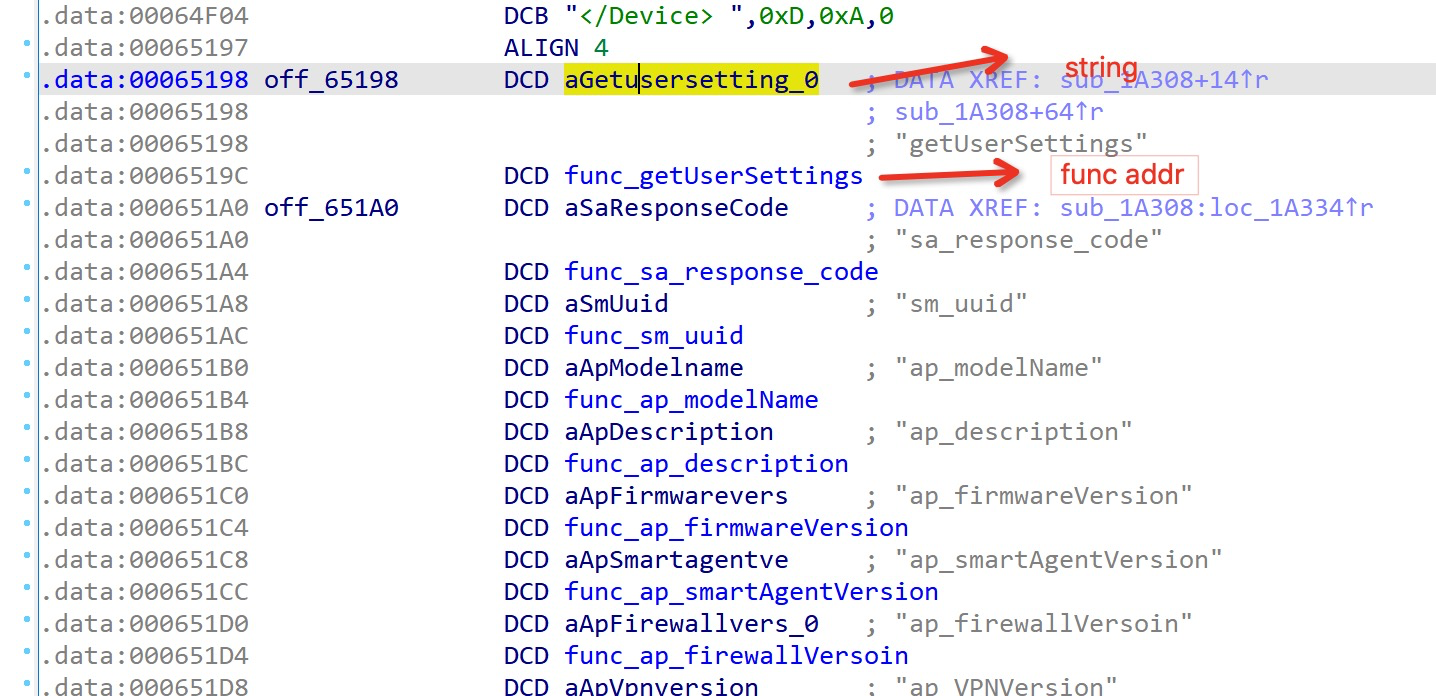 .data:00064F04 DCB "</Device> ",0xD,0xA,0
.data:00065197 ALIGN 4
.data:00065198 off_65198 DCD aGetusersetting_0 ; DATA XREF: sub_1A308+14↑r
string
.data:00065198 ; sub_1A308+64↑r
.data:00065198 ; "getUserSettings"
.data:0006519C DCD func_getUserSettings func addr
.data:000651A0 off_651A0 DCD aSaResponseCode ; DATA XREF: sub_1A308:loc_1A334↑r
.data:000651A0 ; "sa_response_code"
.data:000651A4 DCD func_sa_response_code
.data:000651A8 DCD aSmUuid ; "sm_uuid"
.data:000651AC DCD func_sm_uuid
.data:000651B0 DCD aApModelname ; "ap_modelName"
.data:000651B4 DCD func_ap_modelName
.data:000651B8 DCD aApDescription ; "ap_description"
.data:000651BC DCD func_ap_description
.data:000651C0 DCD aApFirmwarevers ; "ap_firmwareVersion"
.data:000651C4 DCD func_ap_firmwareVersion
.data:000651C8 DCD aApSmartagentve ; "ap_smartAgentVersion"
.data:000651CC DCD func_ap_smartAgentVersion
.data:000651D0 DCD aApFirewallvers_0 ; "ap_firewallVersoin"
.data:000651D4 DCD func_ap_firewallVersoin
.data:000651D8 DCD aApVpnversion ; "ap_VPNVersion"